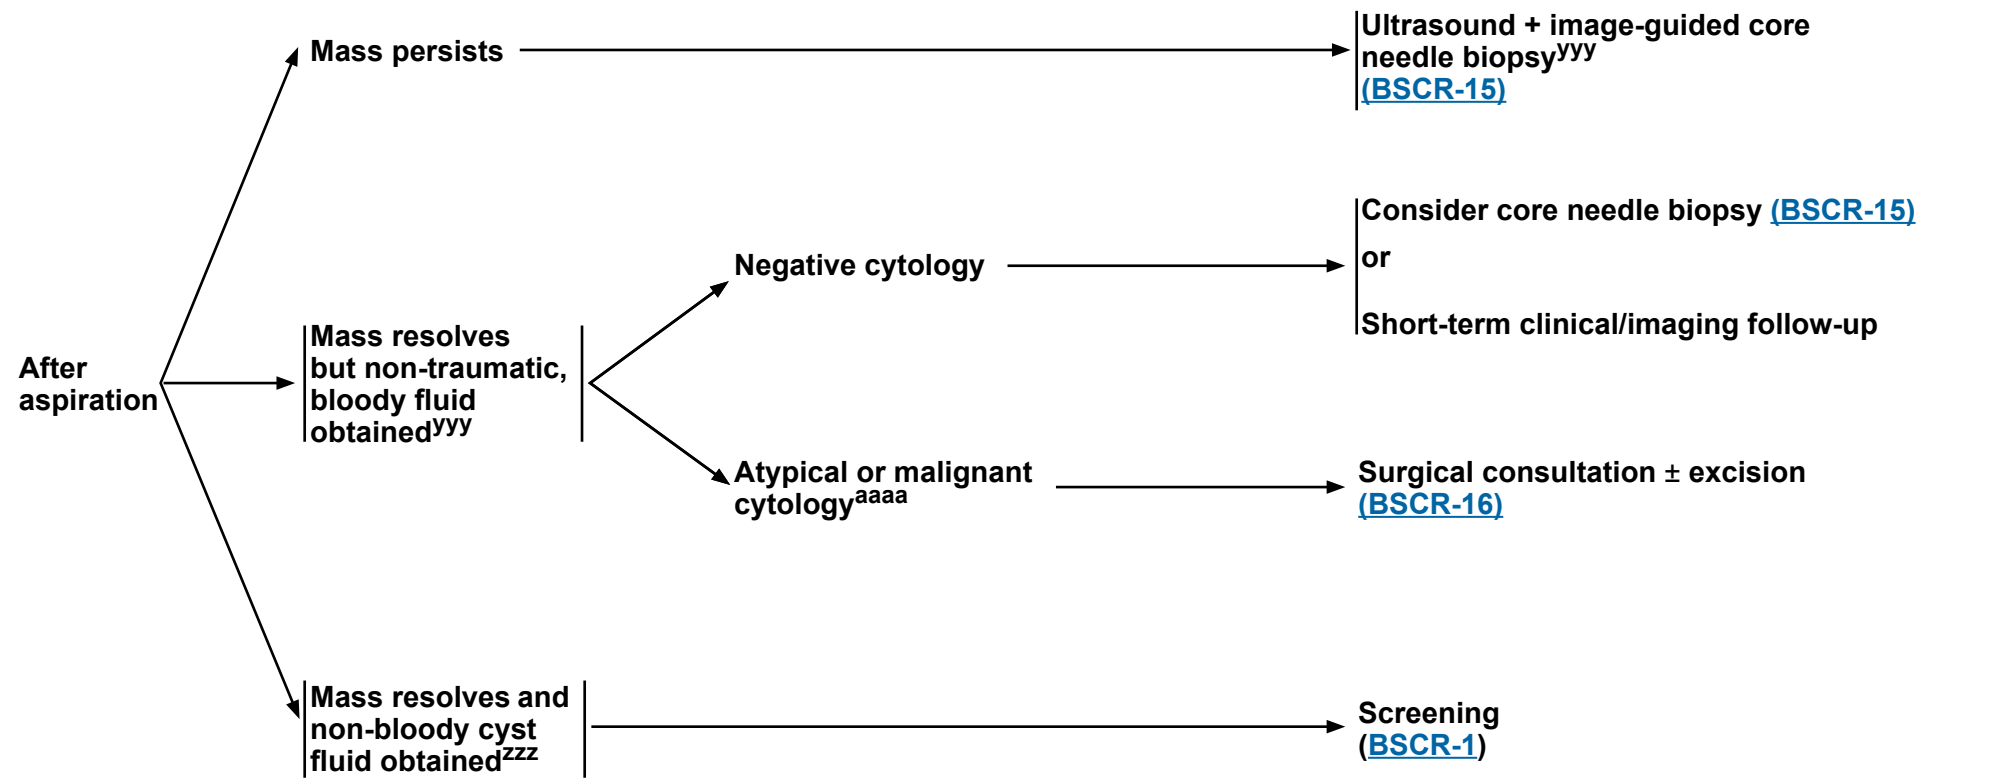 Mass persists
Ultrasound + image-guided core
needle biopsyyyy
(BSCR-15)
After
aspiration
Mass resolves
but non-traumatic,
bloody fluid
obtainedyyy
Negative cytology
Consider core needle biopsy (BSCR-15)
or
Short-term clinical/imaging follow-up
Atypical or malignant
cytologyaaaa
Surgical consultation ± excision
(BSCR-16)
Mass resolves and
non-bloody cyst
fluid obtainedzzz
Screening
(BSCR-1)